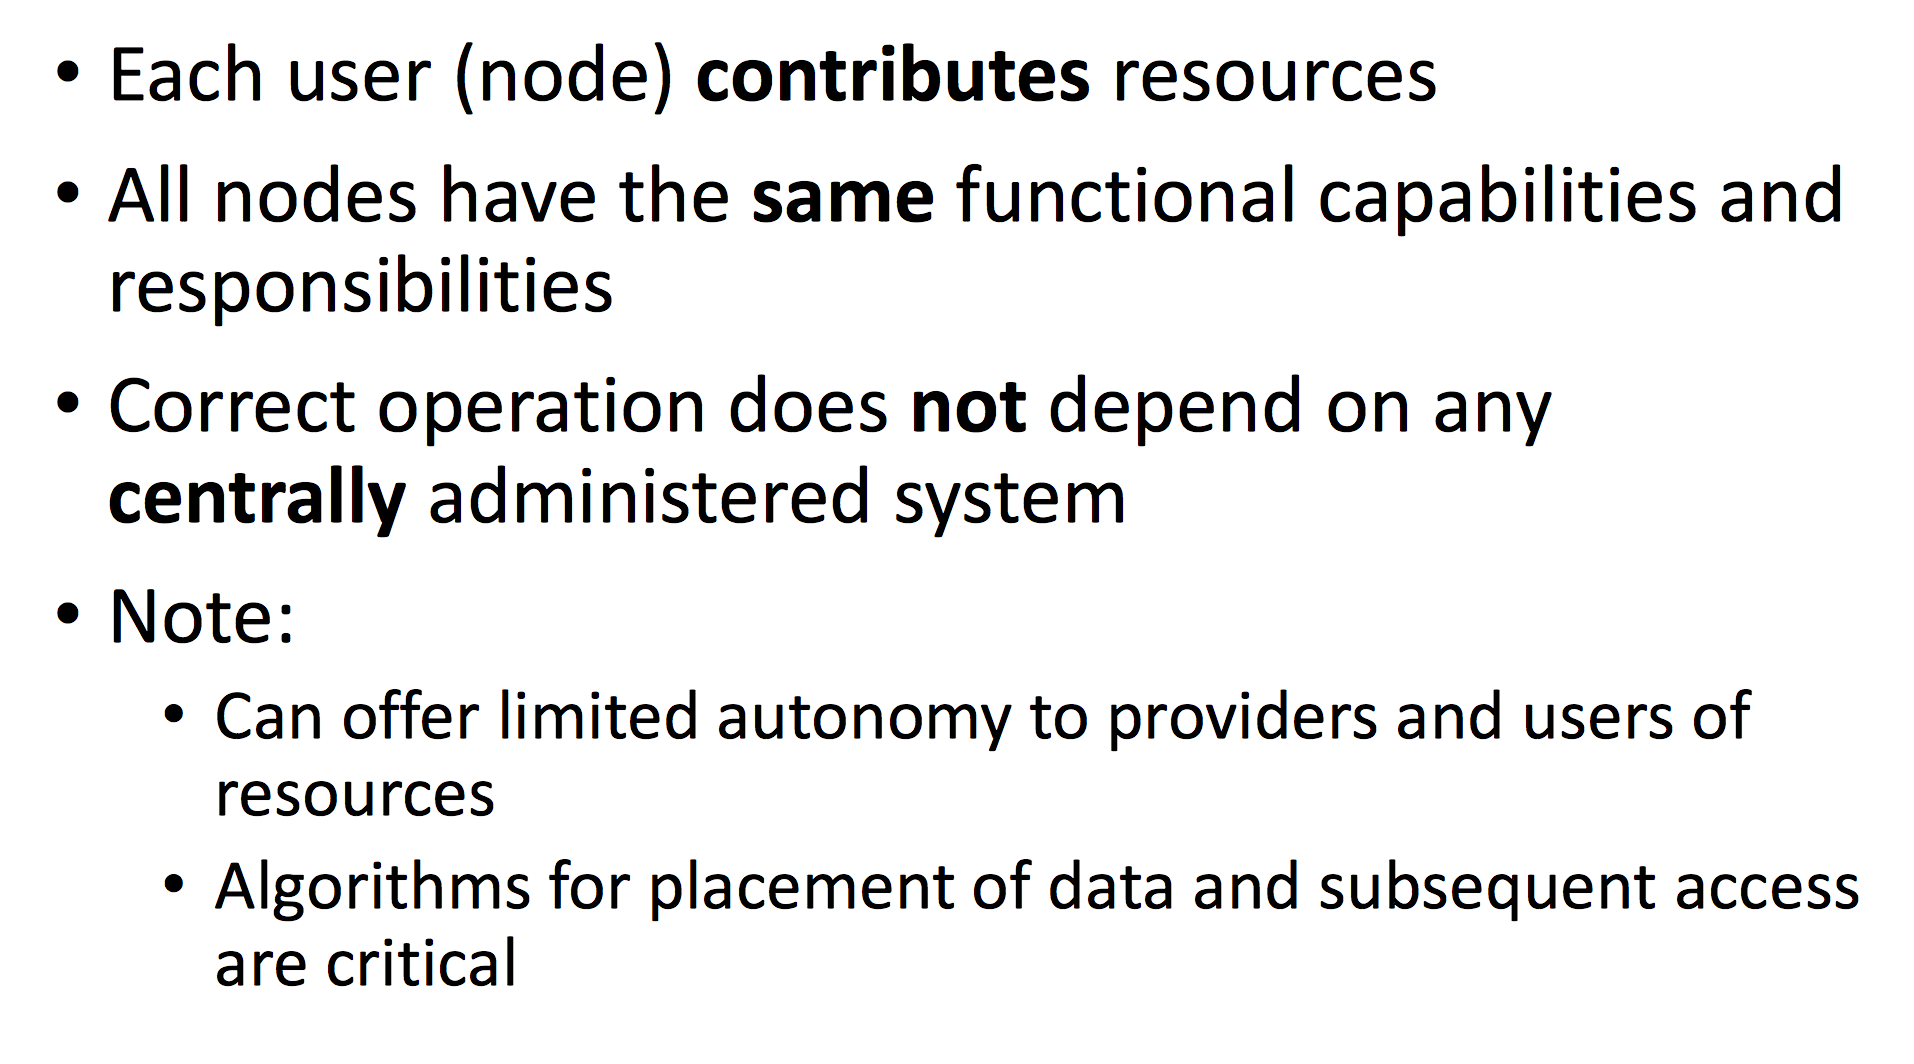 • Each user (node) contributes resources
• All nodes have the same functional capabilities and
responsibilities
• Correct operation does not depend on any
centrally administered system
• Note:
• Can offer limited autonomy to providers and users of
resources
• Algorithms for placement of data and subsequent access
are critical